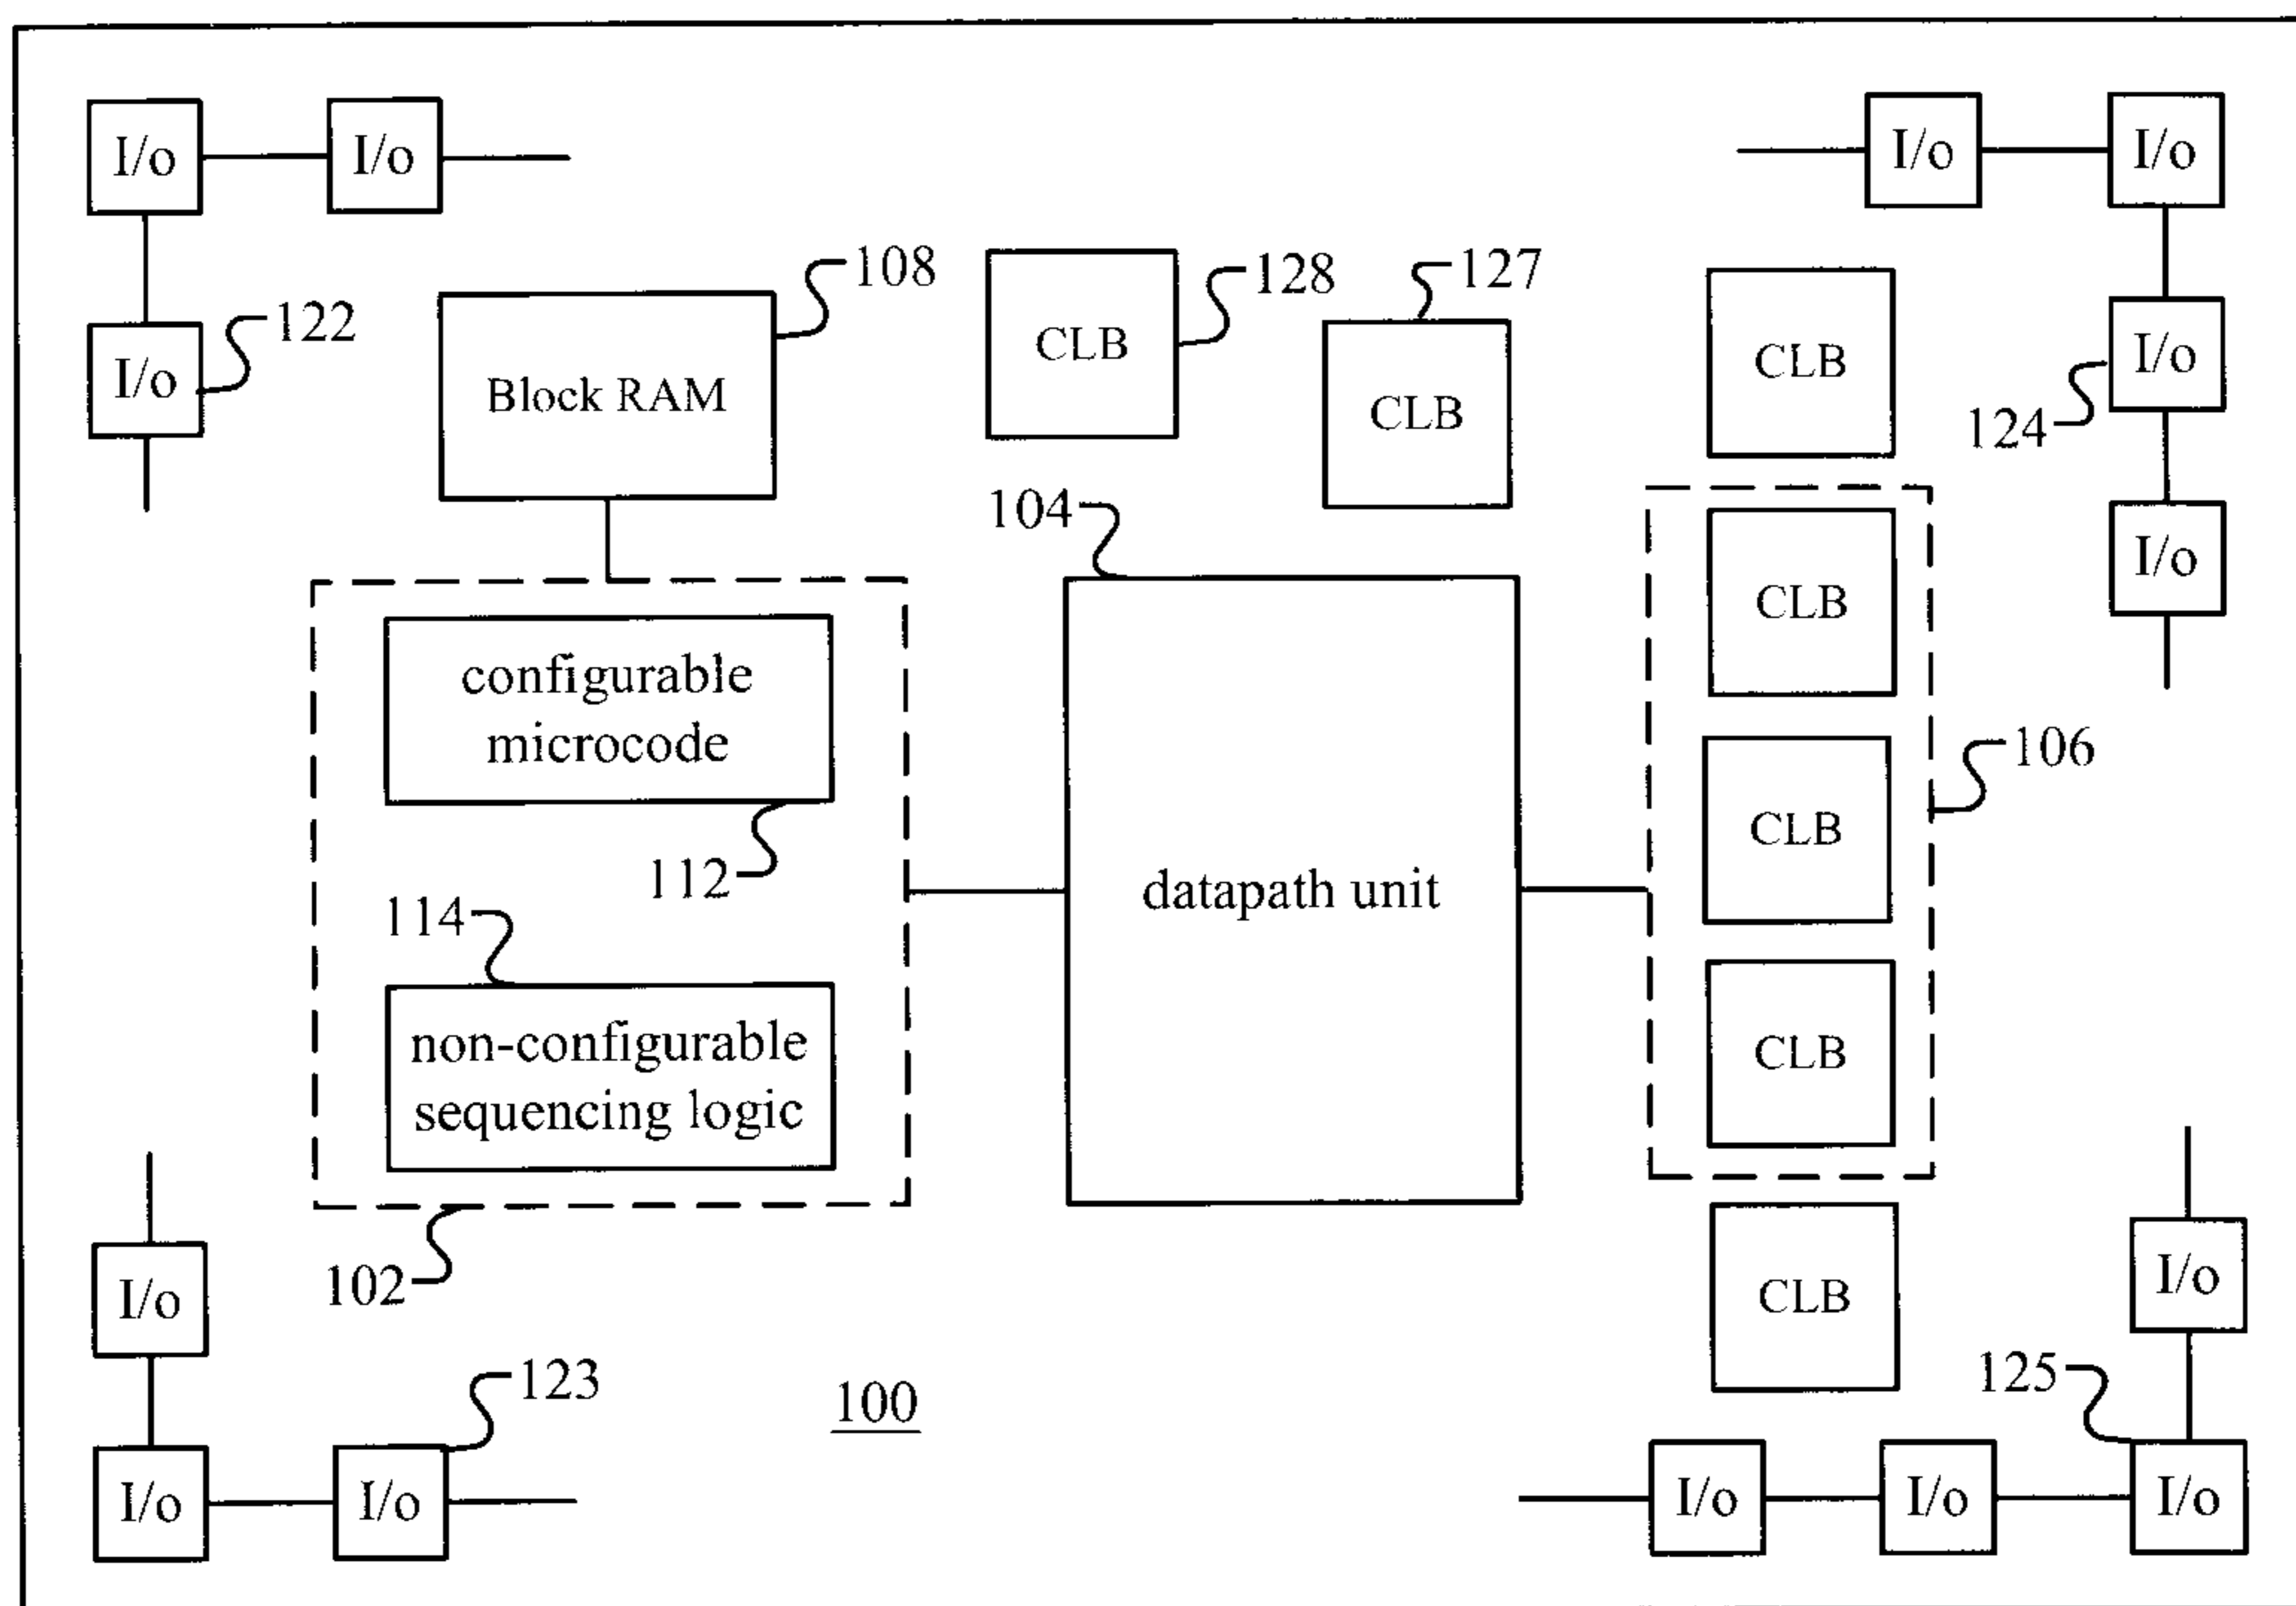 I/o
I/o
I/o
I/o
108
128
127
122
I/o
CLB
CLB
I/o
Block RAM
CLB
124
104
I/o
configurable
microcode
CLB
106
CLB
112
datapath unit
114
non-configurable
sequencing logic
CLB
102
I/o
CLB
I/o
123
100
125
I/o
I/o
I/o
I/o
I/o